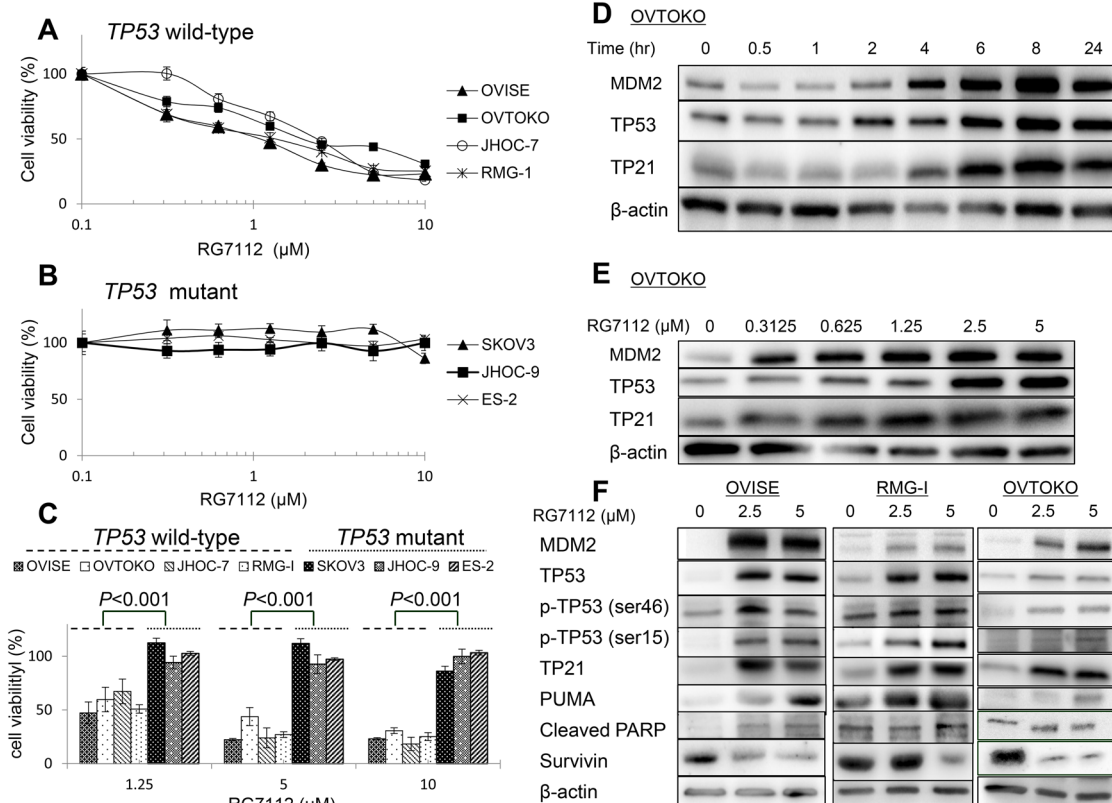 A
TP53 wild-type
Cell viability (%)
100
50
0
0.1
1
10
RG7112 (µM)
OVISE
OVTOKO
JHOC-7
RMG-1
B
TP53 mutant
Cell viability (%)
100
50
0
0.1
1
10
RG7112 (µM)
SKOV3
JHOC-9
ES-2
C
TP53 wild-type
TP53 mutant
OVISE OVTOKO JHOC-7 RMG-I SKOV3 JHOC-9 ES-2
P<0.001 P<0.001 P<0.001
cell viabilityl (%)
100
50
0
1.25 5 10
RG7112 (µM)
D
OVTOKO
Time (hr) 0 0.5 1 2 4 6 8 24
MDM2
TP53
TP21
β-actin
E
OVTOKO
RG7112 (µM) 0 0.3125 0.625 1.25 2.5 5
MDM2
TP53
TP21
β-actin
F
OVISE RMG-I OVTOKO
RG7112 (µM) 0 2.5 5 0 2.5 5 0 2.5 5
MDM2
TP53
p-TP53 (ser46)
p-TP53 (ser15)
TP21
PUMA
Cleaved PARP
Survivin
β-actin